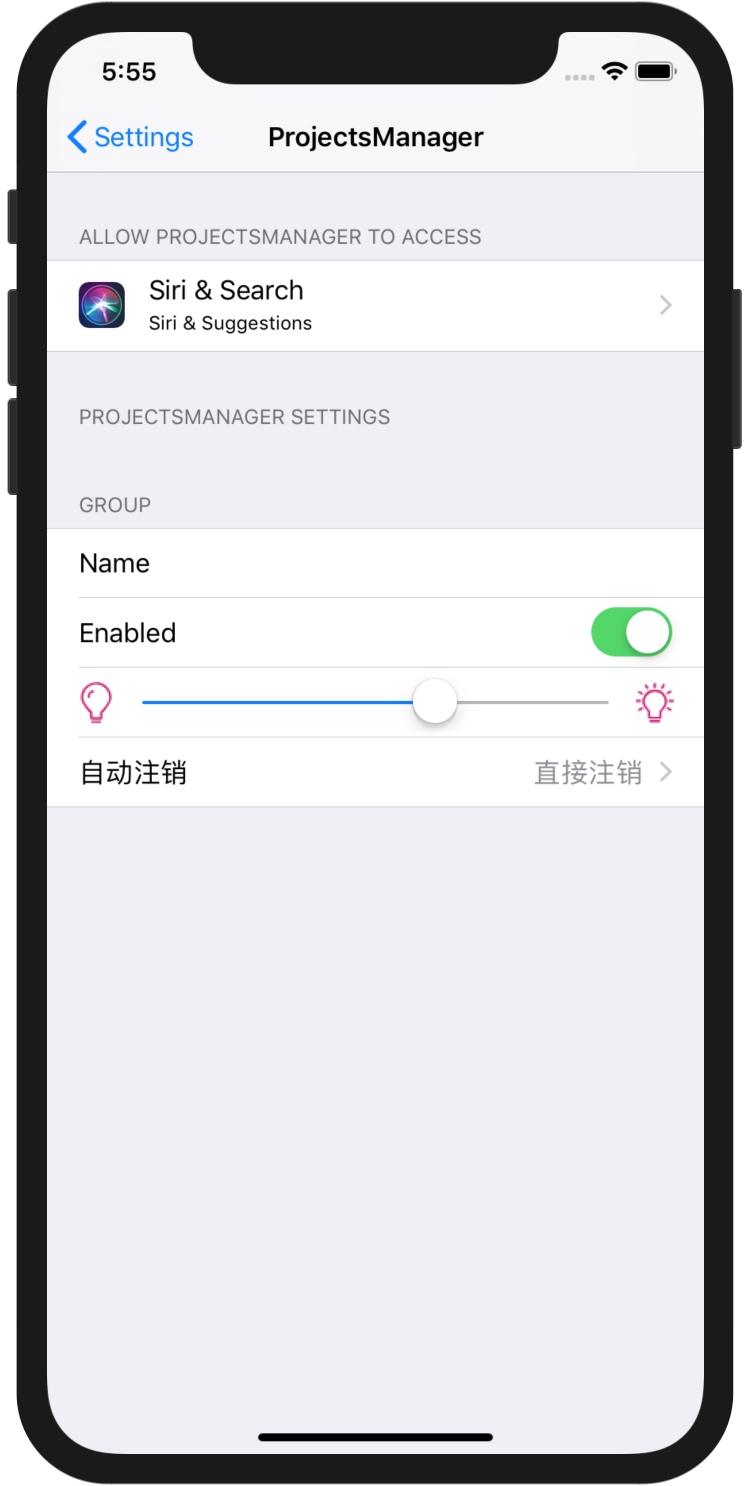 5:55
Settings
ProjectsManager
ALLOW PROJECTSMANAGER TO ACCESS
Siri & Search
Siri & Suggestions
PROJECTSMANAGER SETTINGS
GROUP
Name
Enabled
自动注销 直接注销